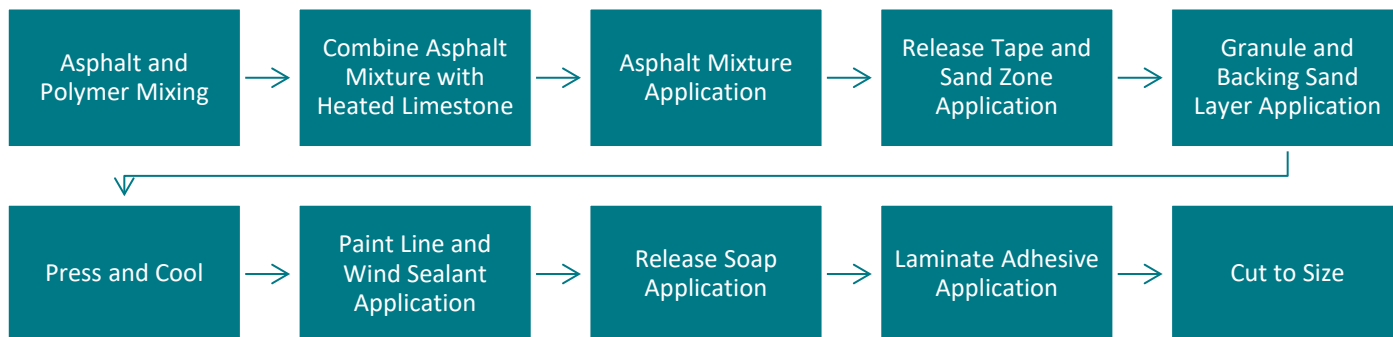 Asphalt and
Polymer Mixing
Combine Asphalt
Mixture with
Heated Limestone
Asphalt Mixture
Application
Release Tape and
Sand Zone
Application
Granule and
Backing Sand
Layer Application
Press and Cool
Paint Line and
Wind Sealant
Application
Release Soap
Application
Laminate Adhesive
Application
Cut to Size